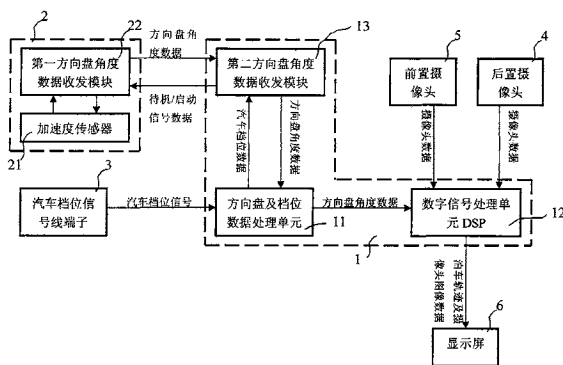 2
22
第一方向盘角度
数据收发模块
加速度传感器
21
方向盘角
度数据
待机/启动
信号数据
13
第二方向盘角度
数据收发模块
汽车档位数据
方向盘角度数据
5
前置摄
像头
4
后置摄
像头
摄像头数据
摄像头数据
3
汽车档位信
号线端子
汽车档位信号
方向盘及档位
数据处理单元
11
方向盘角度数据
数字信号处理单
元 DSP
12
1
泊车轨迹及摄
像头图像数据
6
显示屏